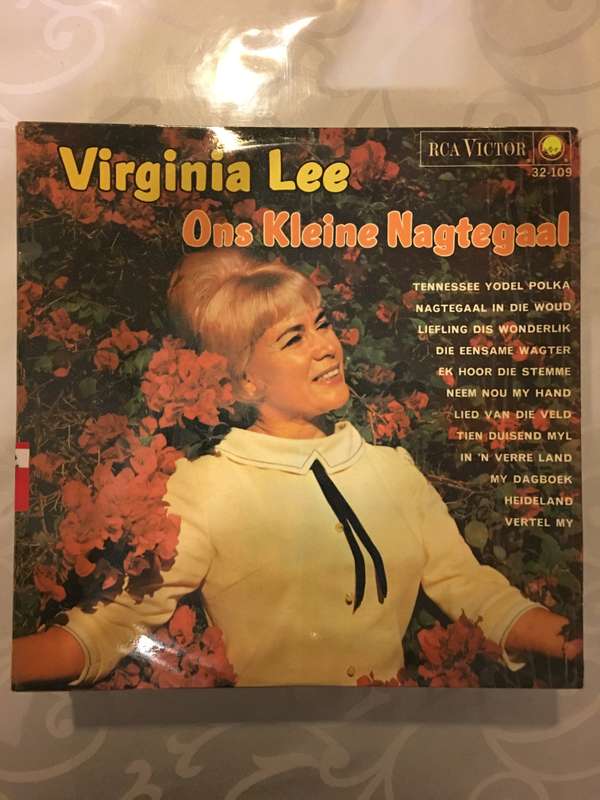 RCA VICTOR
32-109
Virginia Lee
Ons Kleine Nagtegaal
TENNESSEE YODEL POLKA
NAGTEGAAL IN DIE WOUD
LIEFLING DIS WONDERLIK
DIE EENSAME WAGTER
EK HOOR DIE STEMME
NEEM NOU MY HAND
LIED VAN DIE VELD
TIEN DUISEND MYL
IN 'N VERRE LAND
MY DAGBOEK
HEIDELAND
VERTEL MY